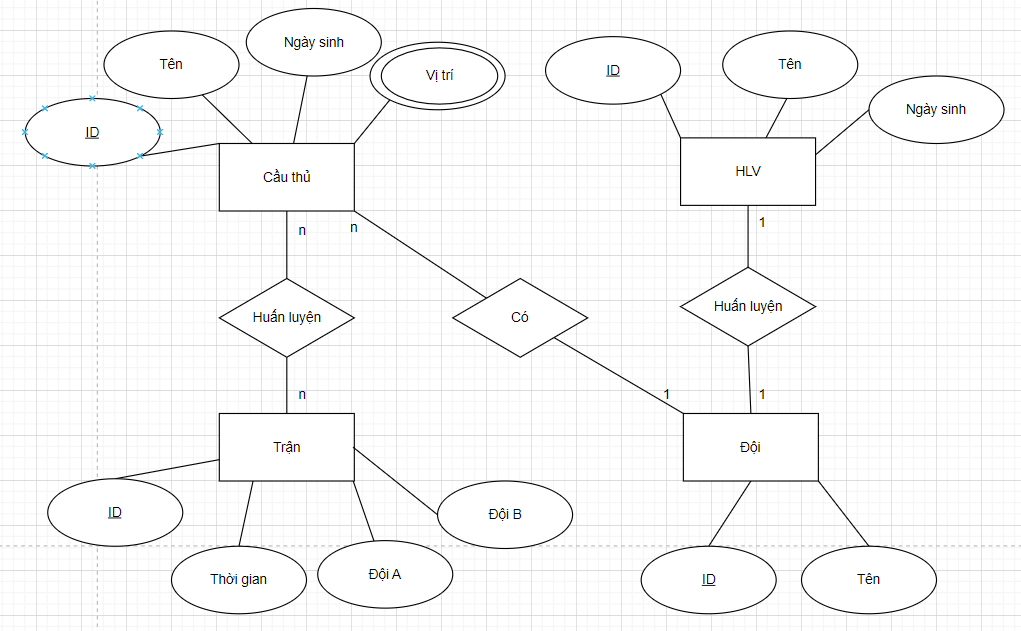 Ngày sinh
Tên
Vị trí
ID
Tên
ID
Ngày sinh
Cầu thủ
HLV
n
n
1
Huấn luyện
Có
Huấn luyện
n
1
1
Trận
Đội
ID
Đội B
Thời gian
Đội A
ID
Tên